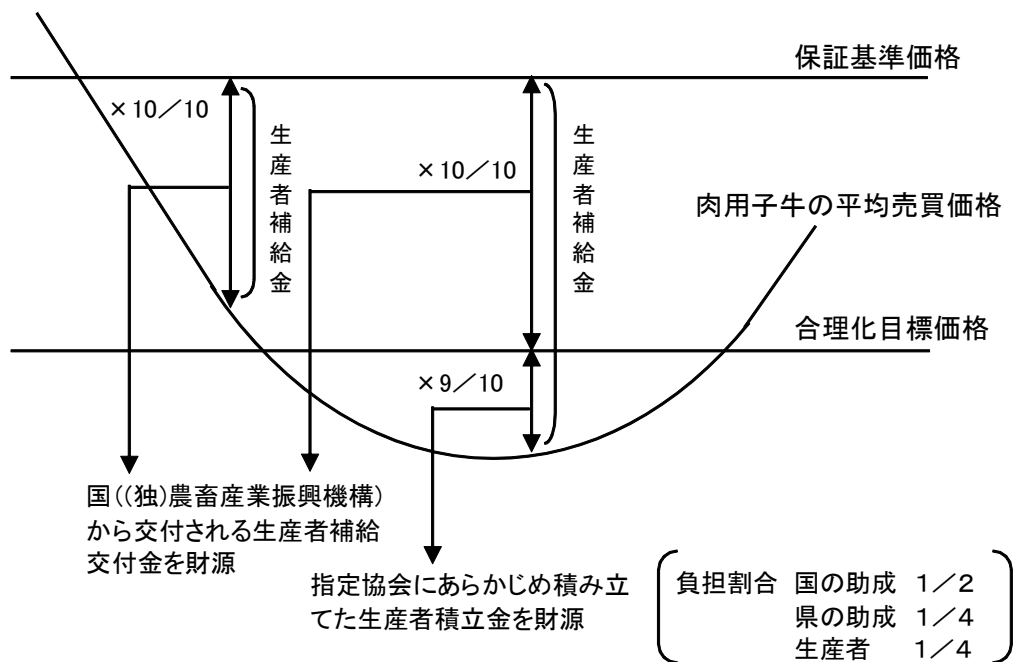 保証基準価格
×10／10
生産者補給金
×10／10
生産者補給金
肉用子牛の平均売買価格
合理化目標価格
×9／10
国((独)農畜産業振興機構)
から交付される生産者補給
交付金を財源
指定協会にあらかじめ積み立
てた生産者積立金を財源
負担割合　国の助成　1／2
県の助成　1／4
生産者　1／4